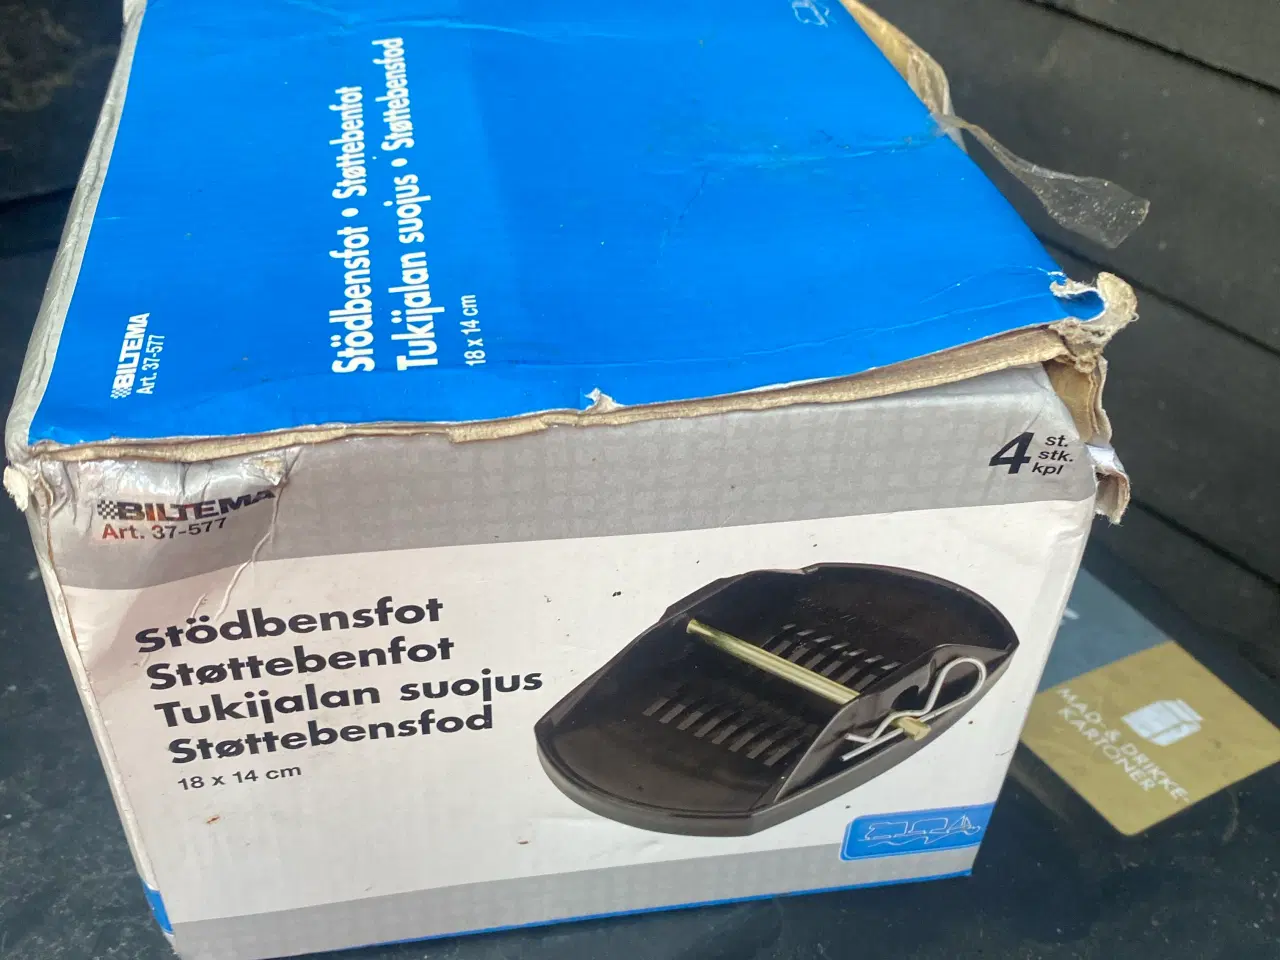 BILTEMA
Art. 37-577
Stödbensfot • Støttebenfot
Tukijalan suojus • Støttebensfod
18 x 14 cm
4 st.
stk.
kpl
BILTEMA
Art. 37-577
Stödbensfot
Støttebenfot
Tukijalan suojus
Støttebensfod
18 x 14 cm
MAD- & DRIKKE-
KARTONER